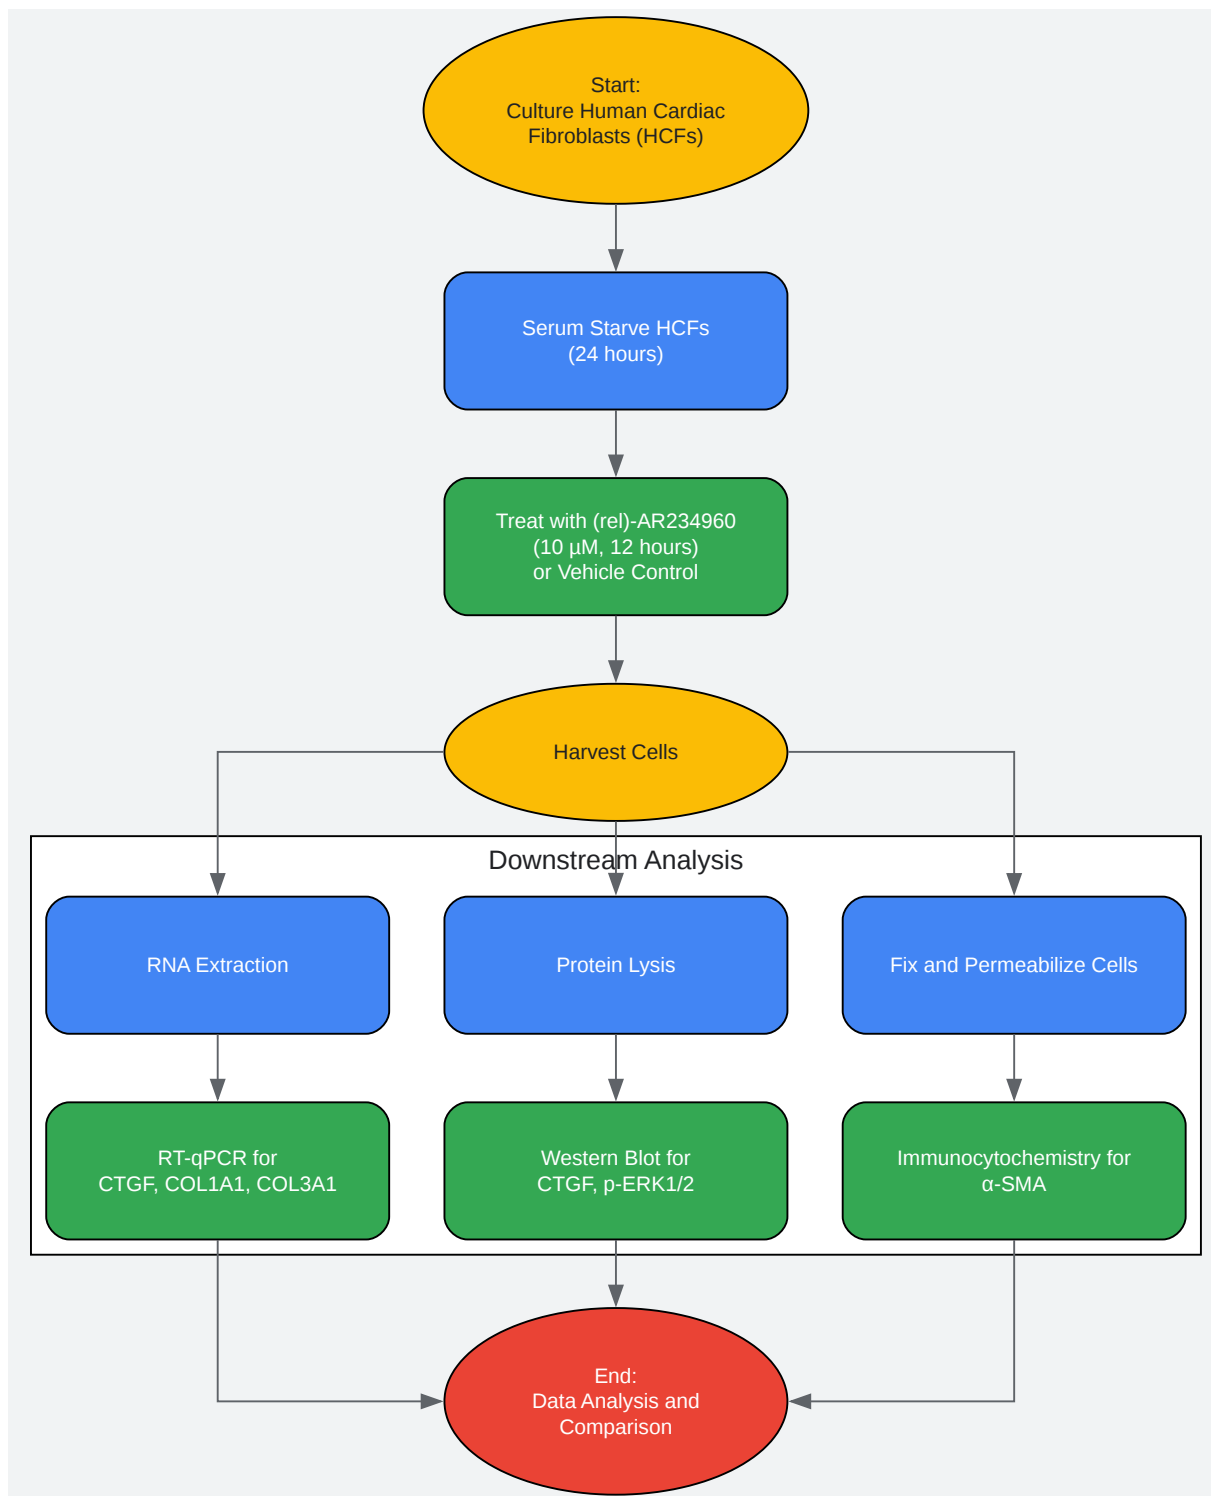 Start:
Culture Human Cardiac
Fibroblasts (HCFs)
Serum Starve HCFs
(24 hours)
Treat with (rel)-AR234960
(10 µM, 12 hours)
or Vehicle Control
Harvest Cells
Downstream Analysis
RNA Extraction
Protein Lysis
Fix and Permeabilize Cells
RT-qPCR for
CTGF, COL1A1, COL3A1
Western Blot for
CTGF, p-ERK1/2
Immunocytochemistry for
α-SMA
End:
Data Analysis and
Comparison